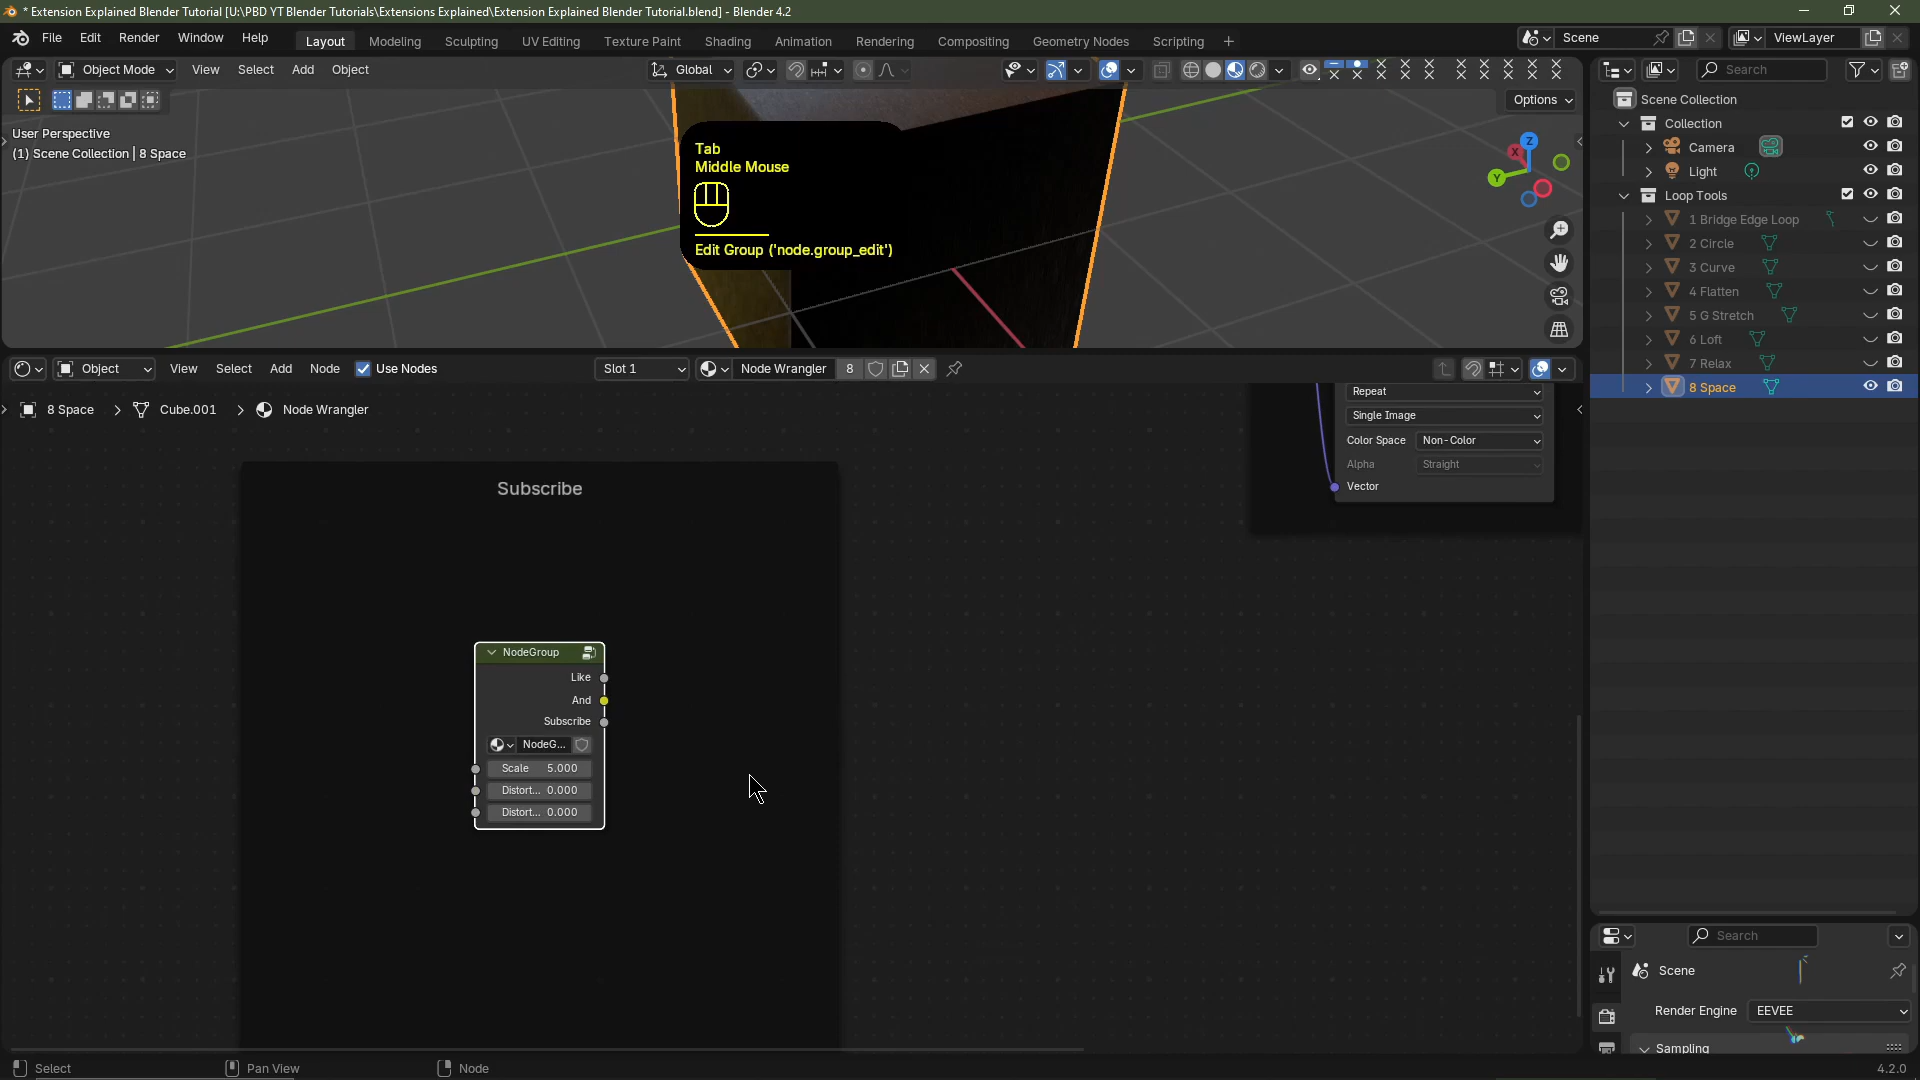 * Extension Explained Blender Tutorial [U:\PBD YT Blender Tutorials\Extensions Explained\Extension Explained Blender Tutorial.blend] - Blender 4.2
File Edit Render Window Help Layout Modeling Sculpting UV Editing Texture Paint Shading Animation Rendering Compositing Geometry Nodes Scripting + Scene ViewLayer
Object Mode View Select Add Object Global Search
Options
User Perspective
(1) Scene Collection | 8 Space
Tab
Middle Mouse
Edit Group ('node.group_edit')
Z
X
Y
Scene Collection
Collection
Camera
Light
Loop Tools
1 Bridge Edge Loop
2 Circle
3 Curve
4 Flatten
5 G Stretch
6 Loft
7 Relax
8 Space
Object View Select Add Node Use Nodes Slot 1 Node Wrangler 8
8 Space > Cube.001 > Node Wrangler
Repeat
Single Image
Color Space Non-Color
Alpha Straight
Vector
Subscribe
NodeGroup
Like
And
Subscribe
NodeG...
Scale 5.000
Distort... 0.000
Distort... 0.000
Search
Scene
Render Engine EEVEE
Sampling
Select Pan View Node 4.2.0